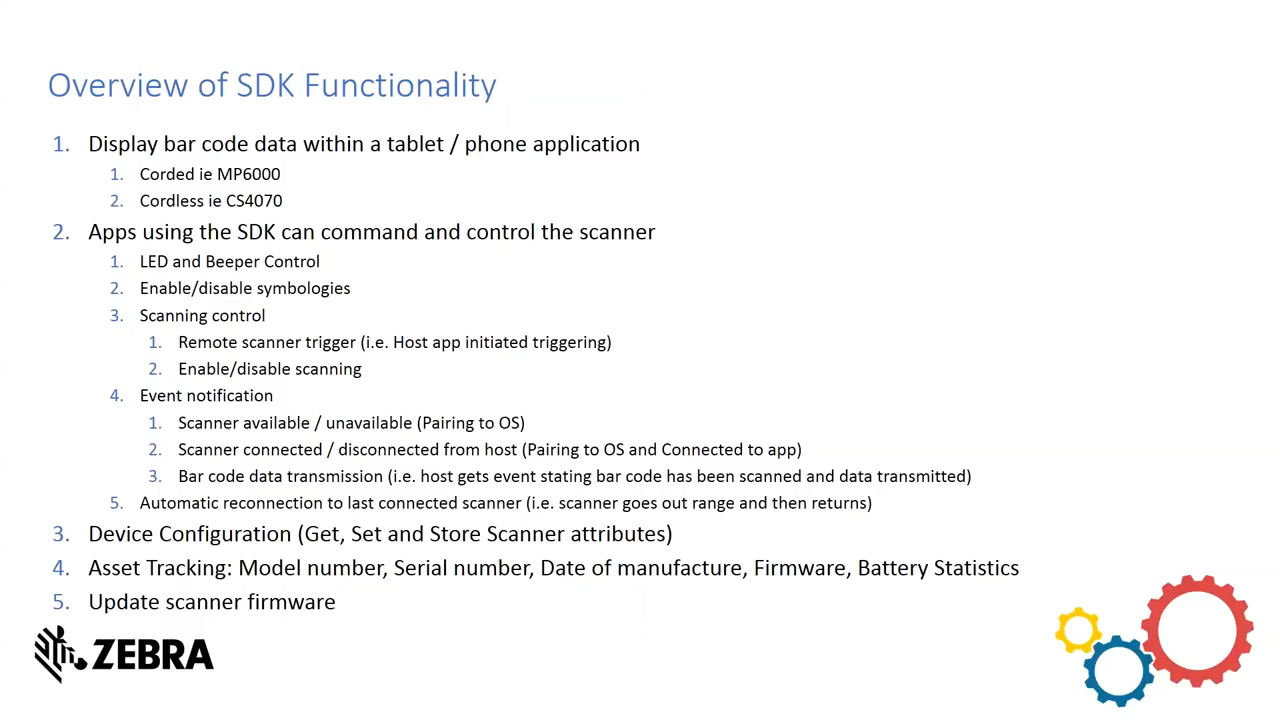 Overview of SDK Functionality
1. Display bar code data within a tablet / phone application
1. Corded ie MP6000
2. Cordless ie CS4070
2. Apps using the SDK can command and control the scanner
1. LED and Beeper Control
2. Enable/disable symbologies
3. Scanning control
1. Remote scanner trigger (i.e. Host app initiated triggering)
2. Enable/disable scanning
4. Event notification
1. Scanner available / unavailable (Pairing to OS)
2. Scanner connected / disconnected from host (Pairing to OS and Connected to app)
3. Bar code data transmission (i.e. host gets event stating bar code has been scanned and data transmitted)
5. Automatic reconnection to last connected scanner (i.e. scanner goes out range and then returns)
3. Device Configuration (Get, Set and Store Scanner attributes)
4. Asset Tracking: Model number, Serial number, Date of manufacture, Firmware, Battery Statistics
5. Update scanner firmware
ZEBRA